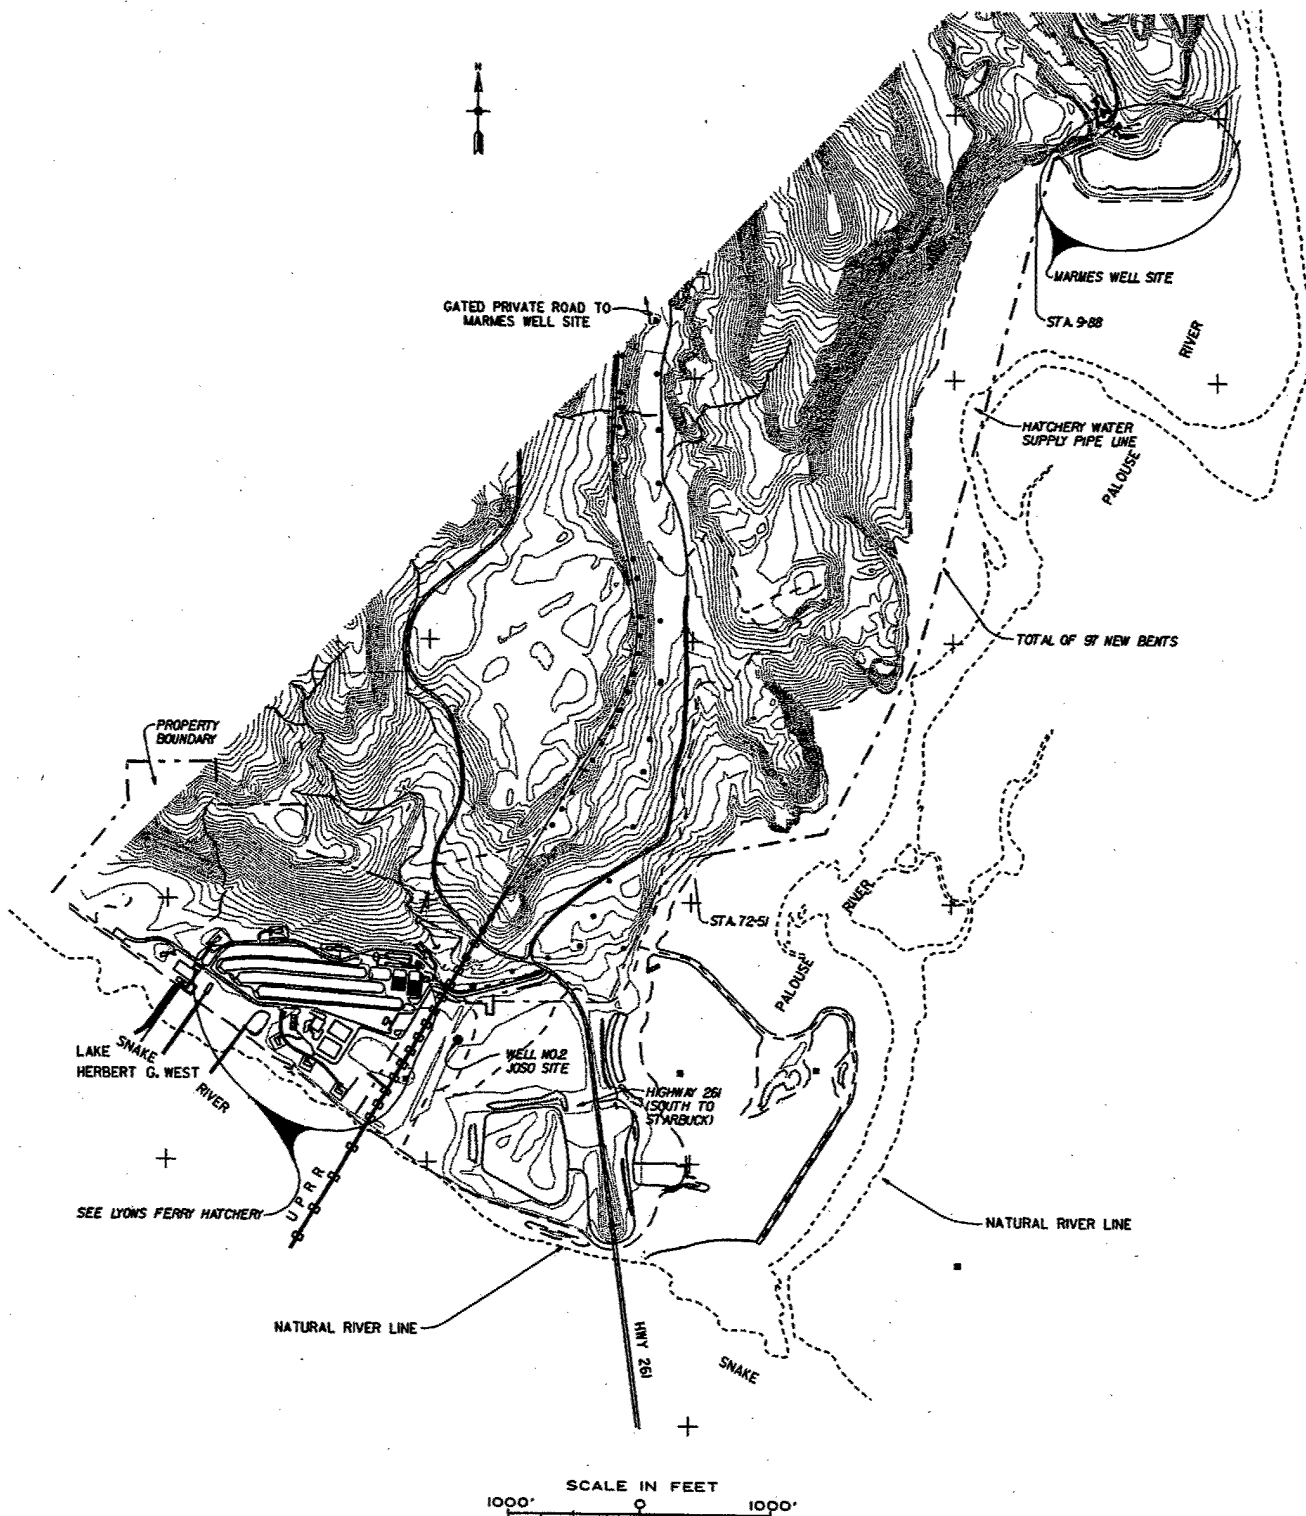 N
MARMES WELL SITE
GATED PRIVATE ROAD TO
MARMES WELL SITE
STA. 9+88
RIVER
HATCHERY WATER
SUPPLY PIPE LINE
PALOUSE
TOTAL OF 97 NEW BENTS
PROPERTY
BOUNDARY
RIVER
STA. 72+51
PALOUSE
LAKE
HERBERT G. WEST
SNAKE
RIVER
WELL NO.2
JOSO SITE
HIGHWAY 261
(SOUTH TO
STARBUCK)
UPRR
SEE LYONS FERRY HATCHERY
NATURAL RIVER LINE
NATURAL RIVER LINE
HWY 261
SNAKE
SCALE IN FEET
1000' 0 1000'